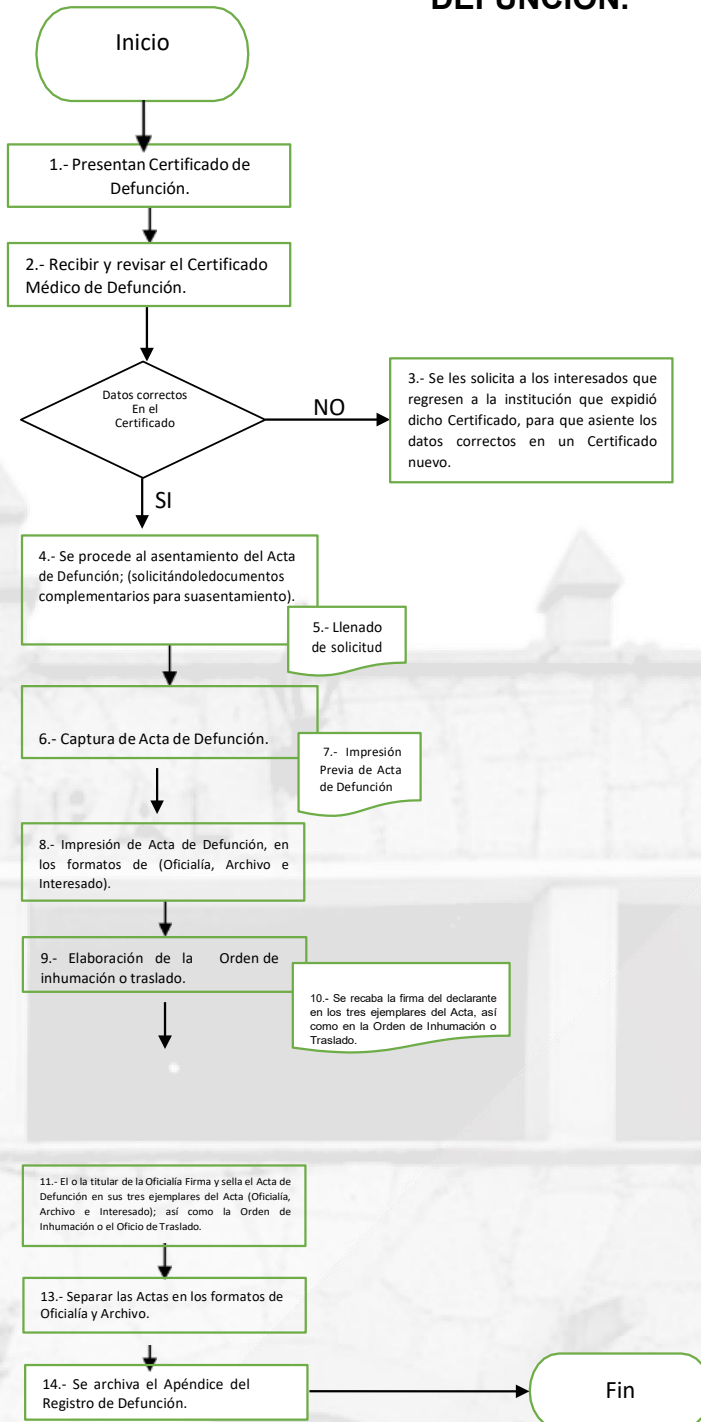 DEFUNCIÓN.
Inicio
1.- Presentan Certificado de
Defunción.
2.- Recibir y revisar el Certificado
Médico de Defunción.
Datos correctos
En el
Certificado
NO
3.- Se les solicita a los interesados que
regresen a la institución que expidió
dicho Certificado, para que asiente los
datos correctos en un Certificado
nuevo.
SI
4.- Se procede al asentamiento del Acta
de Defunción; (solicitándoledocumentos
complementarios para suasentamiento).
5.- Llenado
de solicitud
6.- Captura de Acta de Defunción.
7.- Impresión
Previa de Acta
de Defunción
8.- Impresión de Acta de Defunción, en
los formatos de (Oficialía, Archivo e
Interesado).
9.- Elaboración de la Orden de
inhumación o traslado.
10.- Se recaba la firma del declarante
en los tres ejemplares del Acta, así
como en la Orden de Inhumación o
Traslado.
11.- El o la titular de la Oficialía Firma y sella el Acta de
Defunción en sus tres ejemplares del Acta (Oficialía,
Archivo e Interesado); así como la Orden de
Inhumación o el Oficio de Traslado.
13.- Separar las Actas en los formatos de
Oficialía y Archivo.
14.- Se archiva el Apéndice del
Registro de Defunción.
Fin